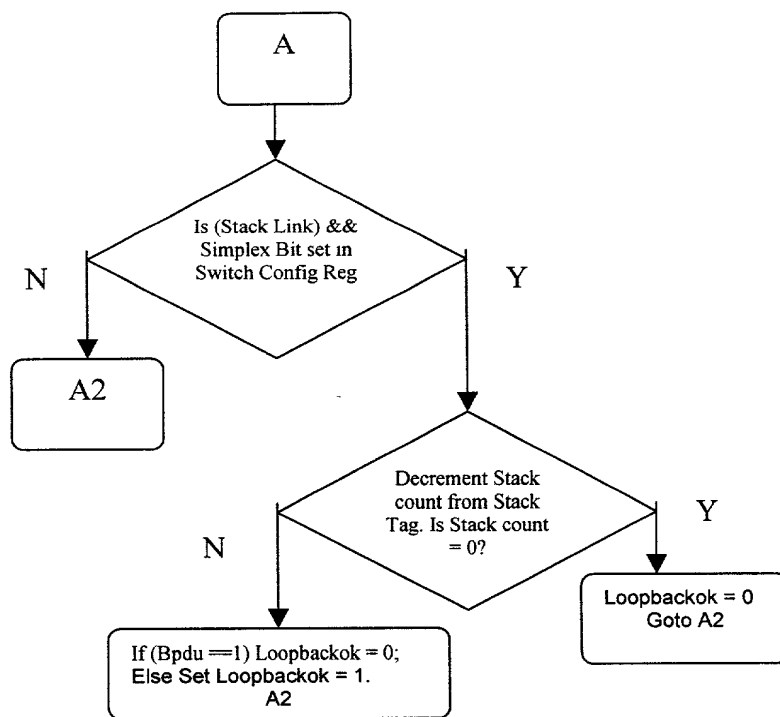 A
Is (Stack Link) &&
Simplex Bit set in
Switch Config Reg
N
Y
A2
Decrement Stack
count from Stack
Tag. Is Stack count
= 0?
N
Y
If (Bpdu ==1) Loopbackok = 0;
Else Set Loopbackok = 1.
A2
Loopbackok = 0
Goto A2